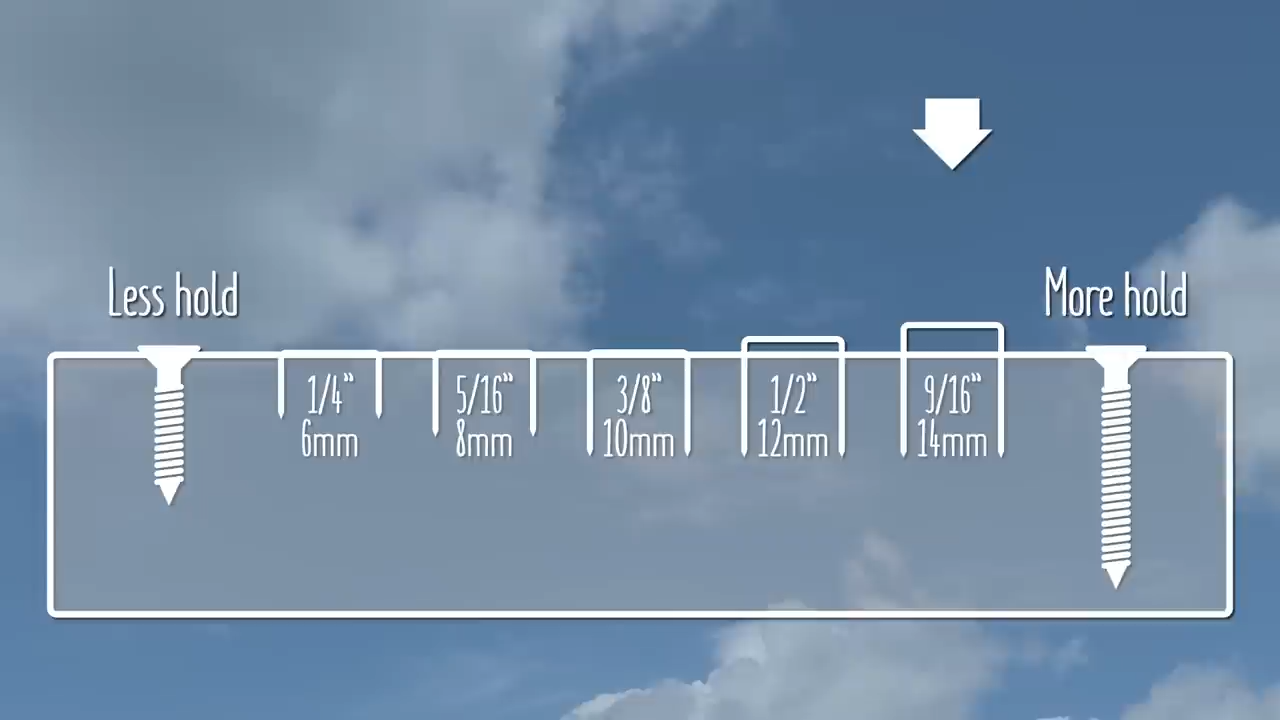 Less hold
More hold
1/4“
6mm
5/16“
8mm
3/8“
10mm
1/2“
12mm
9/16“
14mm